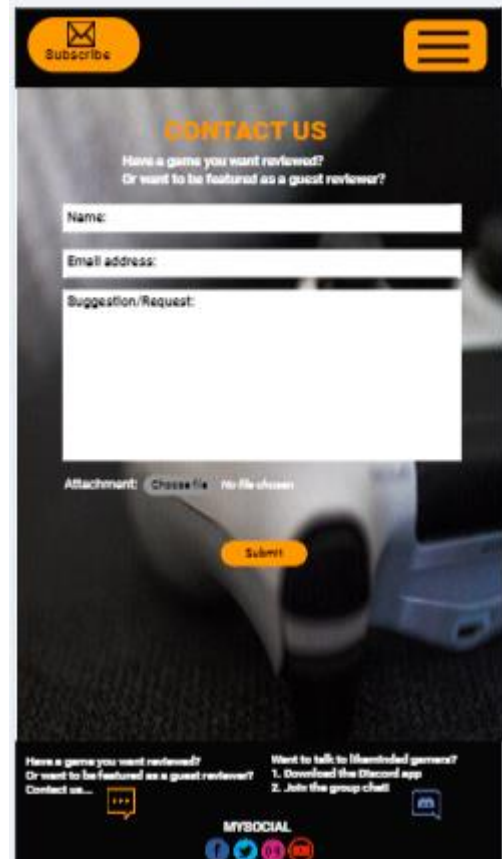 Subscribe
CONTACT US
Have a game you want reviewed?
Or want to be featured as a guest reviewer?
Name:
Email address:
Suggestion/Request:
Attachment: Choose file No file chosen
Submit
Have a game you want reviewed?
Or want to be featured as a guest reviewer?
Contact us...
Want to talk to likeminded gamers?
1. Download the Discord app
2. Join the group chat!
MYSOCIAL